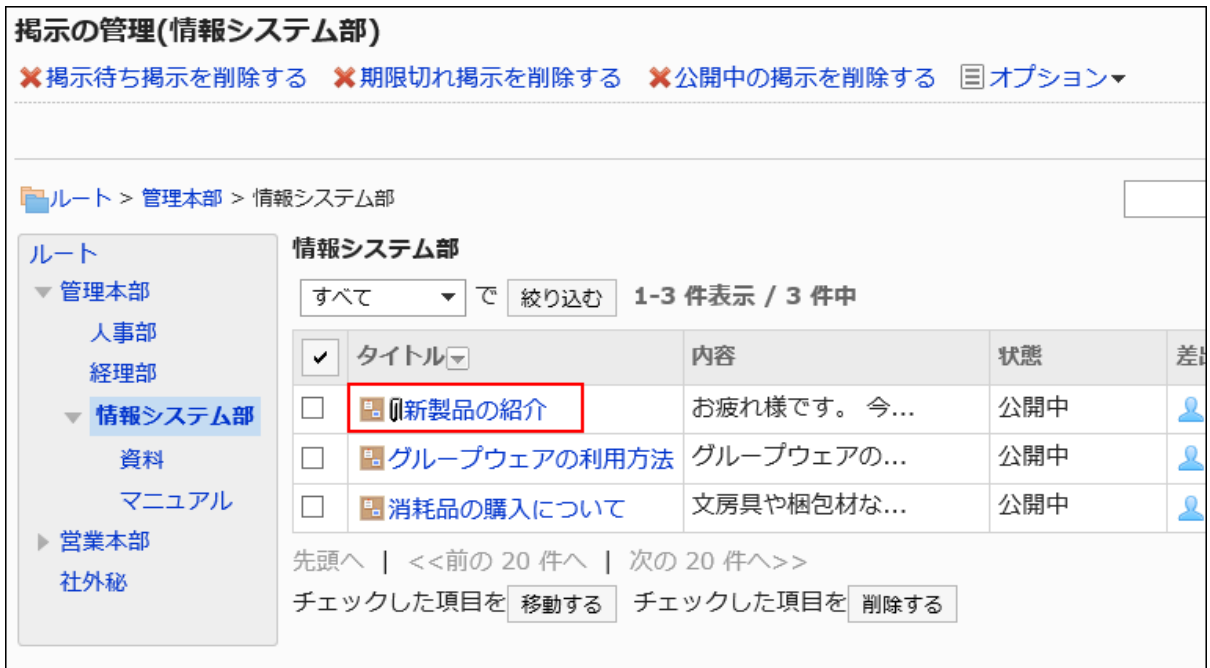 掲示の管理(情報システム部)
掲示待ち掲示を削除する 期限切れ掲示を削除する 公開中の掲示を削除する オプション
ルート > 管理本部 > 情報システム部
ルート
管理本部
人事部
経理部
情報システム部
資料
マニュアル
営業本部
社外秘
情報システム部
すべて で 絞り込む 1-3 件表示 / 3 件中
タイトル 内容 状態
新製品の紹介 お疲れ様です。 今... 公開中
グループウェアの利用方法 グループウェアの... 公開中
消耗品の購入について 文房具や梱包材な... 公開中
先頭へ | <<前の 20 件へ | 次の 20 件へ>>
チェックした項目を 移動する チェックした項目を 削除する